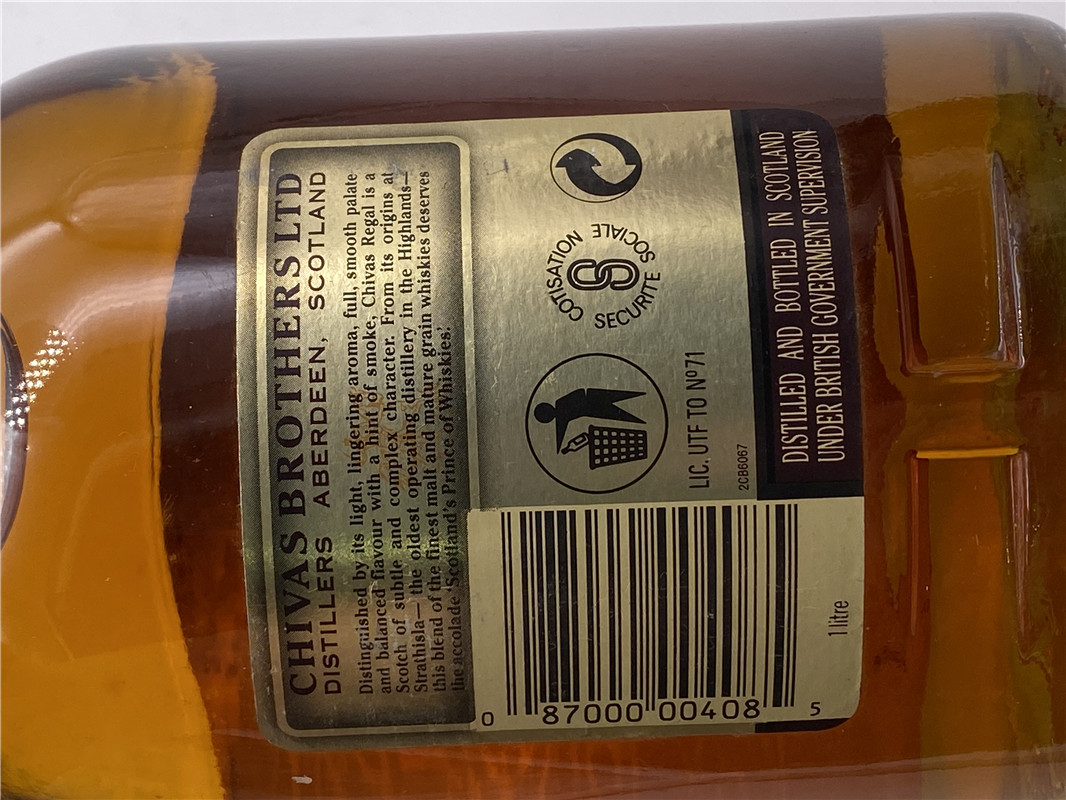 CHIVAS BROTHERS LTD
DISTILLERS ABERDEEN, SCOTLAND
Distinguished by its light, lingering aroma, full, smooth palate
and balanced flavour with a hint of smoke, Chivas Regal is a
Scotch of subtle and complex character. From its origins at
Strathisla— the oldest operating distillery in the Highlands—
this blend of the finest malt and mature grain whiskies deserves
the accolade 'Scotland's Prince of Whiskies'.
COTISATION SECURITE SOCIALE
SS
LIC. UTF TO Nº71
2CB6067
DISTILLED AND BOTTLED IN SCOTLAND
UNDER BRITISH GOVERNMENT SUPERVISION
0 87000 00408 5
1 litre